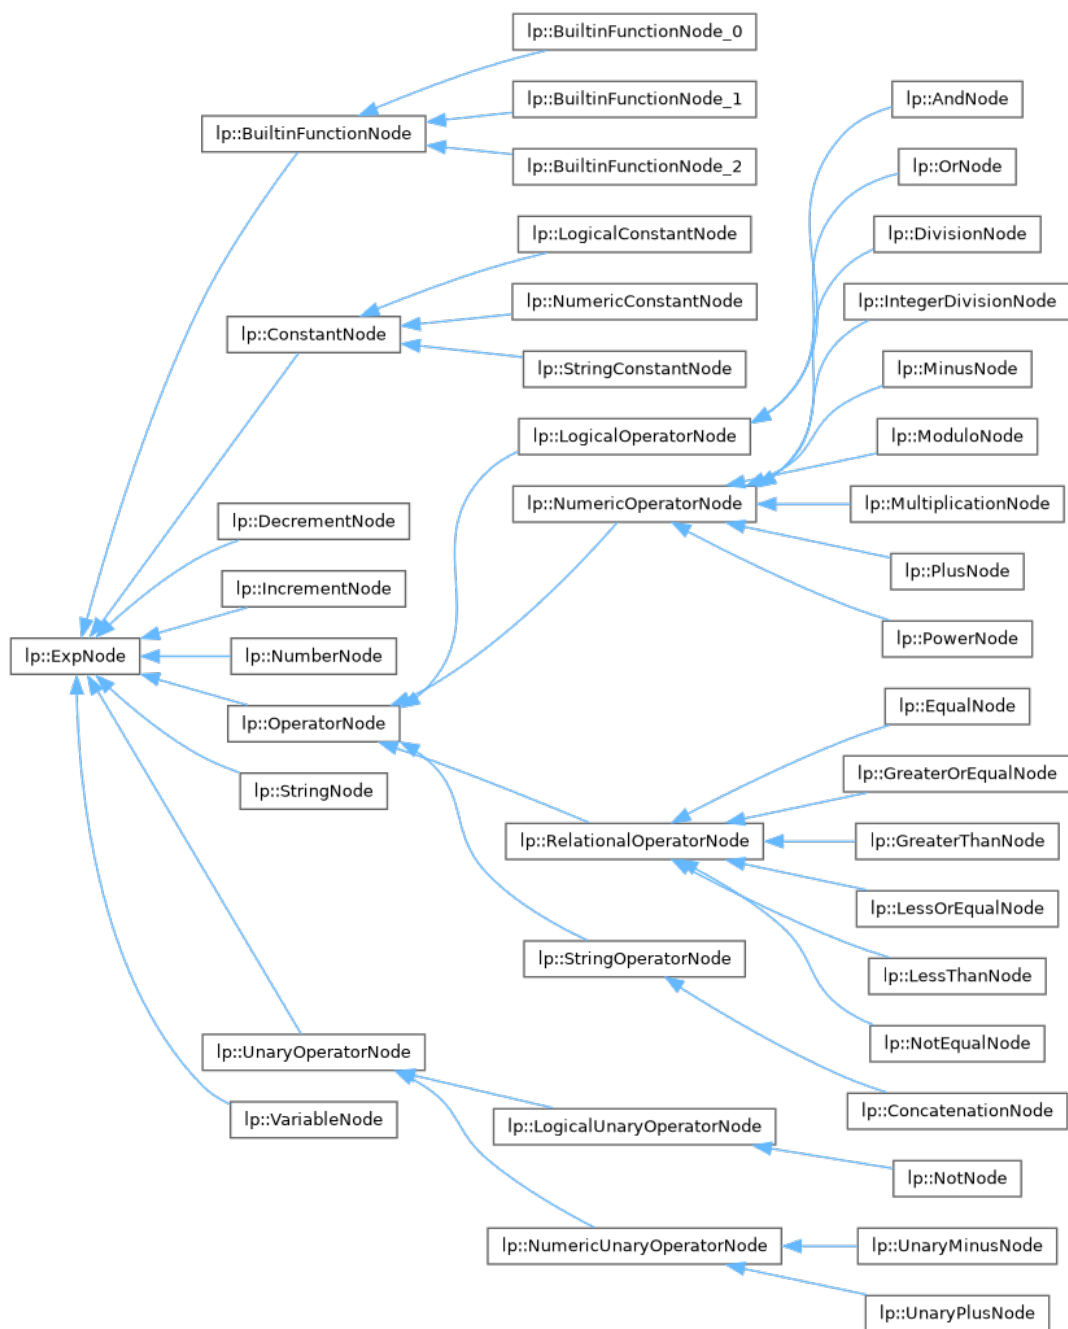 lp::BuiltinFunctionNode_0
lp::BuiltinFunctionNode_1
lp::AndNode
lp::BuiltinFunctionNode
lp::BuiltinFunctionNode_2
lp::OrNode
lp::LogicalConstantNode
lp::DivisionNode
lp::NumericConstantNode
lp::IntegerDivisionNode
lp::ConstantNode
lp::StringConstantNode
lp::MinusNode
lp::LogicalOperatorNode
lp::ModuloNode
lp::NumericOperatorNode
lp::MultiplicationNode
lp::DecrementNode
lp::PlusNode
lp::IncrementNode
lp::PowerNode
lp::ExpNode
lp::NumberNode
lp::EqualNode
lp::OperatorNode
lp::GreaterOrEqualNode
lp::StringNode
lp::RelationalOperatorNode
lp::GreaterThanNode
lp::LessOrEqualNode
lp::StringOperatorNode
lp::LessThanNode
lp::NotEqualNode
lp::UnaryOperatorNode
lp::ConcatenationNode
lp::VariableNode
lp::LogicalUnaryOperatorNode
lp::NotNode
lp::NumericUnaryOperatorNode
lp::UnaryMinusNode
lp::UnaryPlusNode